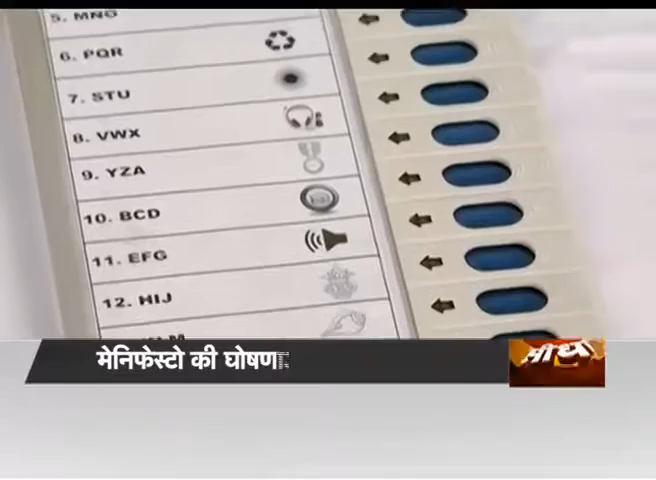 5. MNO
6. PQR
7. STU
8. VWX
9. YZA
10. BCD
11. EFG
12. HIJ
मेनिफेस्टो की घोषणा